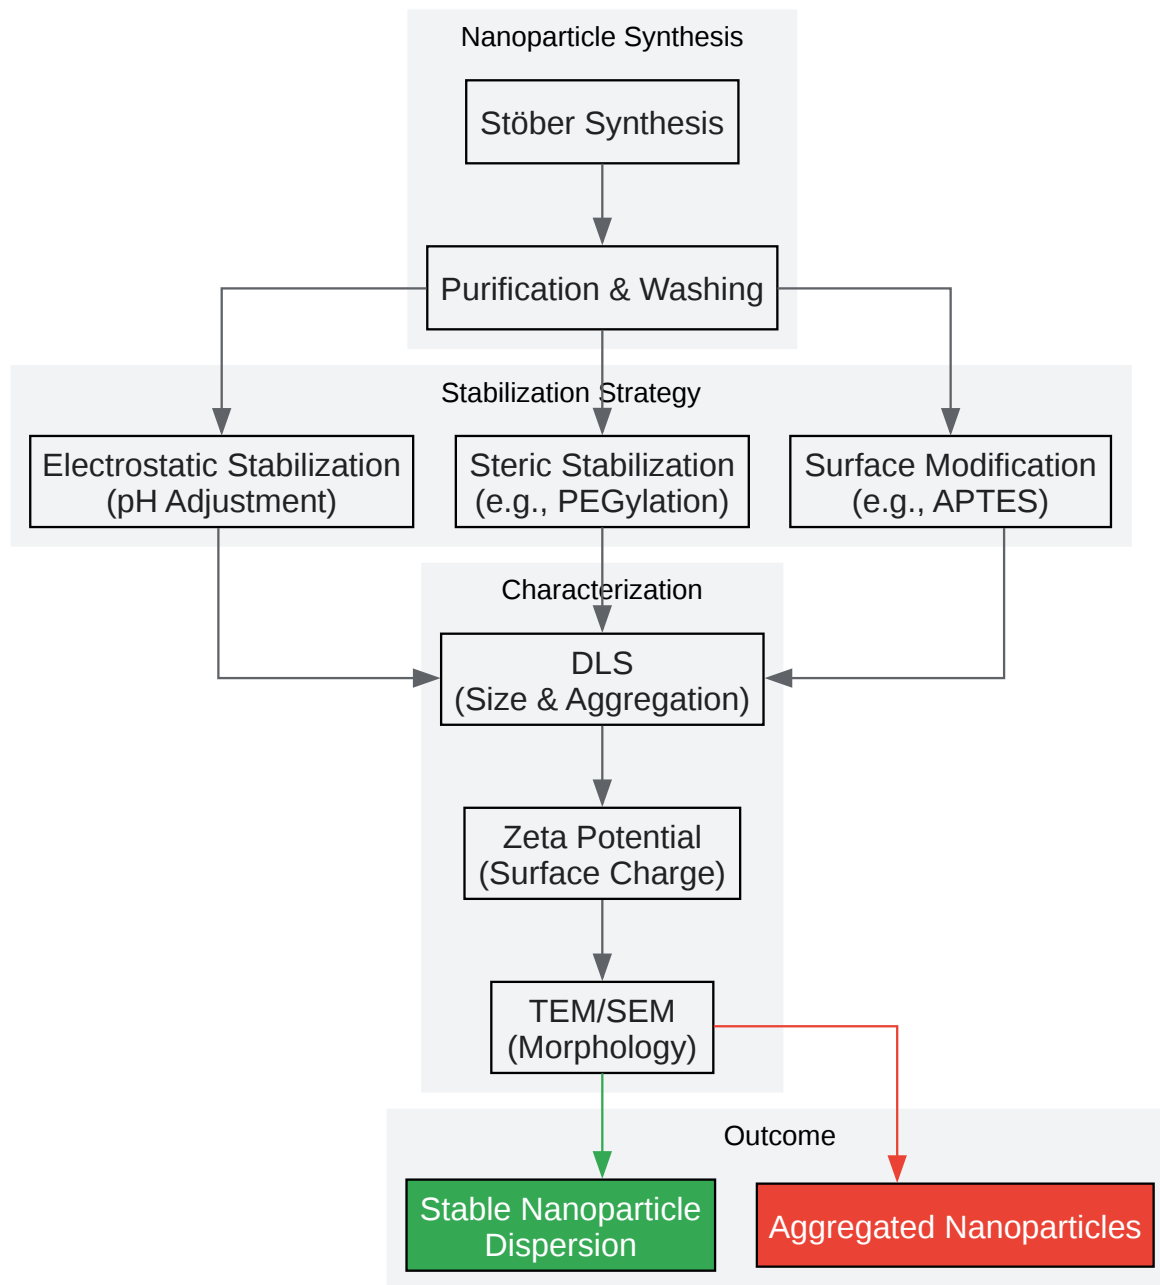 Nanoparticle Synthesis
Stöber Synthesis
Purification & Washing
Stabilization Strategy
Electrostatic Stabilization
(pH Adjustment)
Steric Stabilization
(e.g., PEGylation)
Surface Modification
(e.g., APTES)
Characterization
DLS
(Size & Aggregation)
Zeta Potential
(Surface Charge)
TEM/SEM
(Morphology)
Outcome
Stable Nanoparticle
Dispersion
Aggregated Nanoparticles